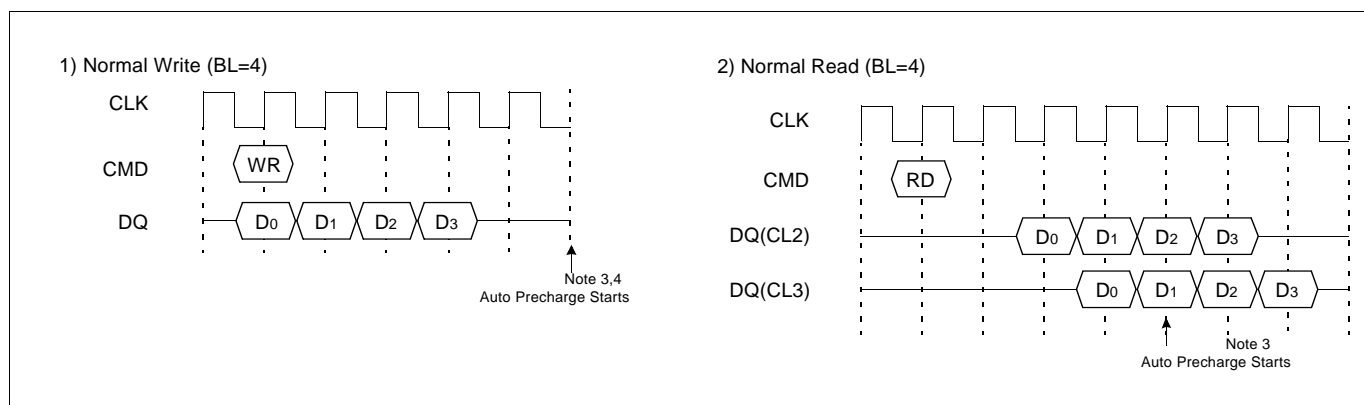 1) Normal Write (BL=4)
CLK
CMD
WR
DQ
D0 D1 D2 D3
Note 3,4
Auto Precharge Starts
2) Normal Read (BL=4)
CLK
CMD
RD
DQ(CL2)
D0 D1 D2 D3
DQ(CL3)
D0 D1 D2 D3
Note 3
Auto Precharge Starts